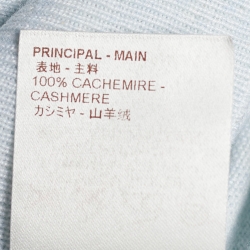 PRINCIPAL - MAIN
表地 - 主料
100% CACHEMIRE -
CASHMERE
カシミヤ - 山羊绒